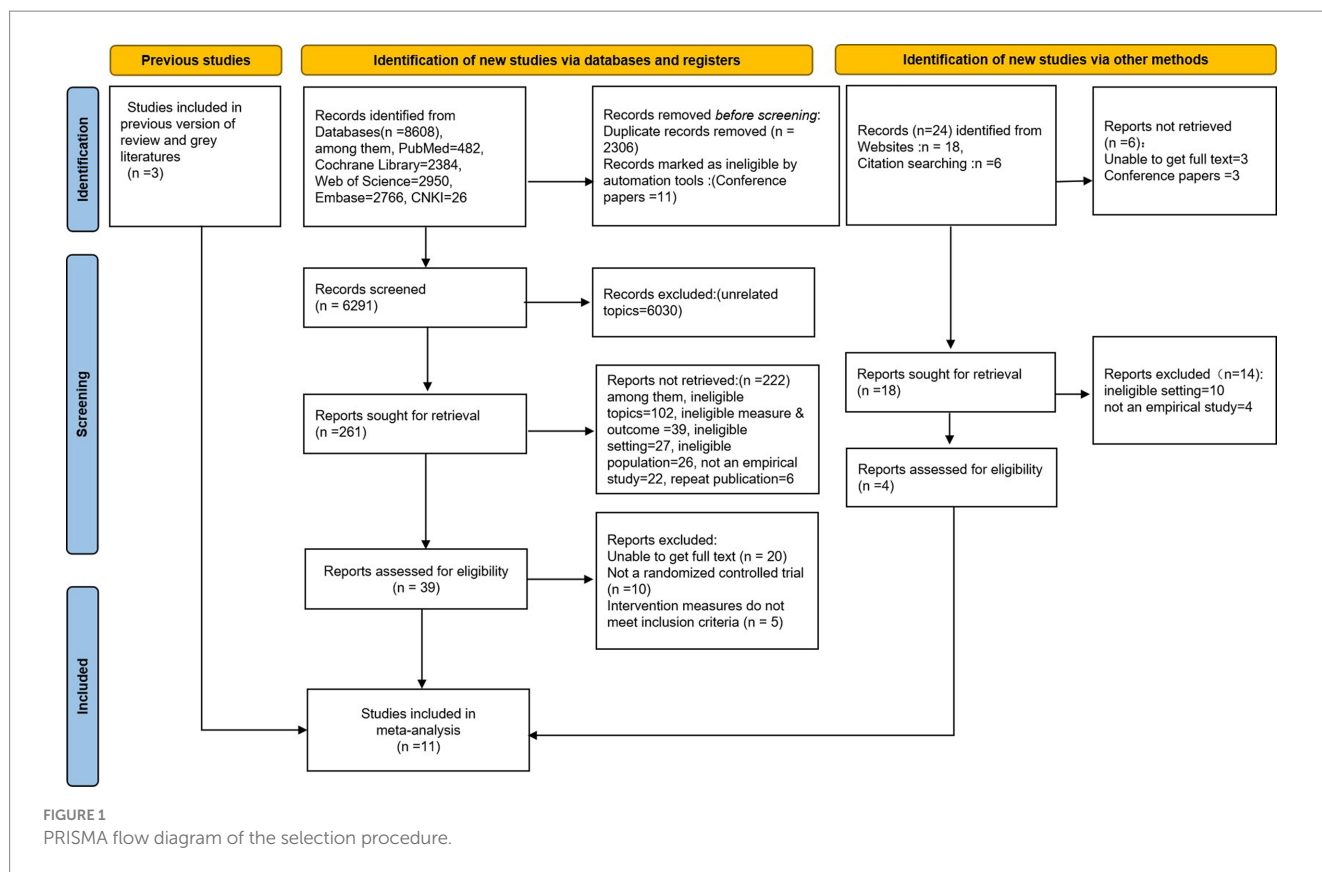 Previous studies
Identification of new studies via databases and registers
Identification of new studies via other methods
Identification
Studies included in
previous version of
review and grey
literatures
(n =3)
Records identified from
Databases(n =8608),
among them, PubMed=482,
Cochrane Library=2384,
Web of Science=2950,
Embase=2766, CNKI=26
Records removed before screening:
Duplicate records removed (n =
2306)
Records marked as ineligible by
automation tools :(Conference
papers =11)
Records (n=24) identified from
Websites :n = 18,
Citation searching :n =6
Reports not retrieved
(n =6):
Unable to get full text=3
Conference papers =3
Screening
Records screened
(n = 6291)
Records excluded:(unrelated
topics=6030)
Reports sought for retrieval
(n =261)
Reports not retrieved:(n =222)
among them, ineligible
topics=102, ineligible measure &
outcome =39, ineligible
setting=27, ineligible
population=26, not an empirical
study=22, repeat publication=6
Reports sought for retrieval
(n =18)
Reports excluded（n=14):
ineligible setting=10
not an empirical study=4
Reports assessed for eligibility
(n =4)
Reports assessed for eligibility
(n = 39)
Reports excluded:
Unable to get full text (n = 20)
Not a randomized controlled trial
(n =10)
Intervention measures do not
meet inclusion criteria (n = 5)
Included
Studies included in
meta-analysis
(n =11)
FIGURE 1
PRISMA flow diagram of the selection procedure.